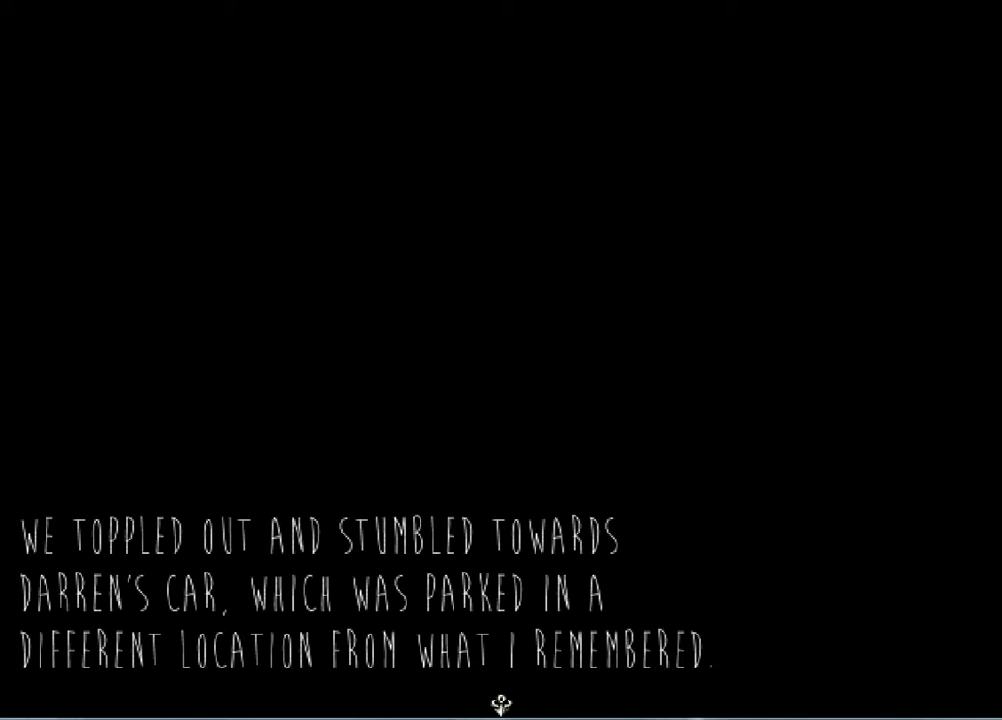 WE TOPPLED OUT AND STUMBLED TOWARDS
DARREN'S CAR, WHICH WAS PARKED IN A
DIFFERENT LOCATION FROM WHAT I REMEMBERED.